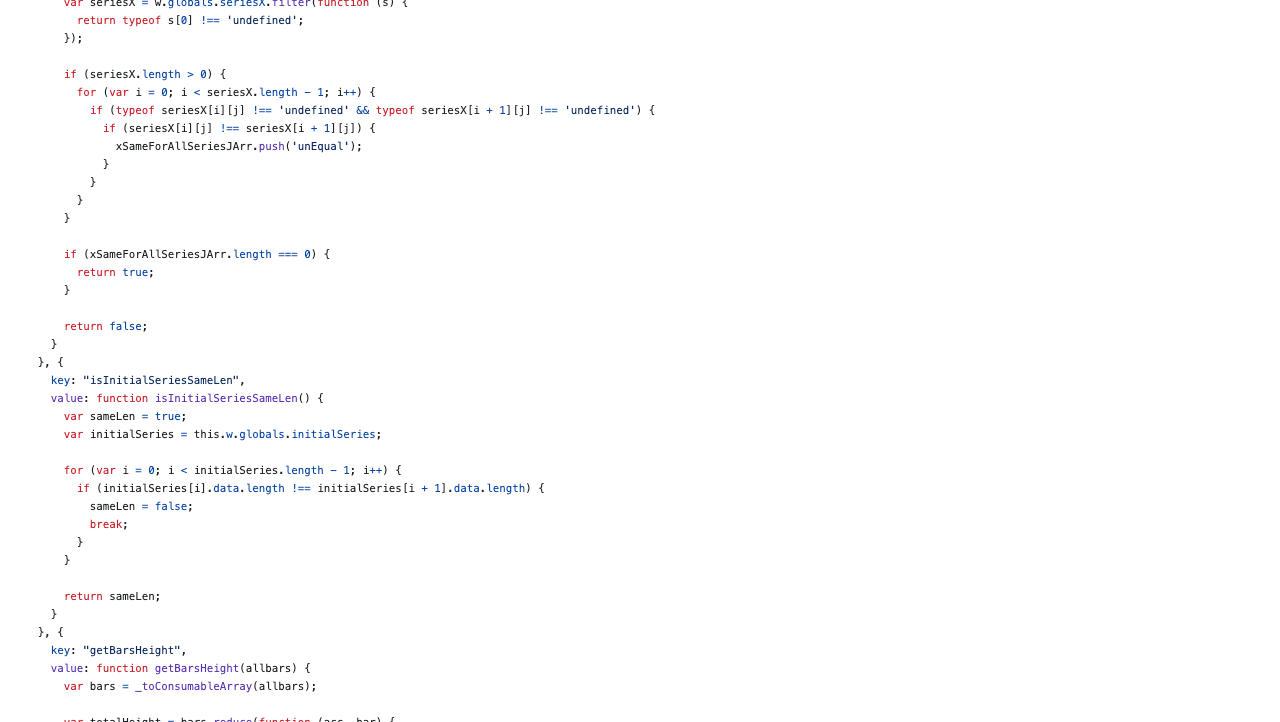 var seriesX = w.globals.seriesX.filter(function (s) {
return typeof s[0] !== 'undefined';
});
if (seriesX.length > 0) {
for (var i = 0; i < seriesX.length - 1; i++) {
if (typeof seriesX[i][j] !== 'undefined' && typeof seriesX[i + 1][j] !== 'undefined') {
if (seriesX[i][j] !== seriesX[i + 1][j]) {
xSameForAllSeriesJArr.push('unEqual');
}
}
}
}
if (xSameForAllSeriesJArr.length === 0) {
return true;
}
return false;
}
}, {
key: "isInitialSeriesSameLen",
value: function isInitialSeriesSameLen() {
var sameLen = true;
var initialSeries = this.w.globals.initialSeries;
for (var i = 0; i < initialSeries.length - 1; i++) {
if (initialSeries[i].data.length !== initialSeries[i + 1].data.length) {
sameLen = false;
break;
}
}
return sameLen;
}
}, {
key: "getBarsHeight",
value: function getBarsHeight(allbars) {
var bars = _toConsumableArray(allbars);
var totalHeight = bars.reduce(function (acc, bar) {